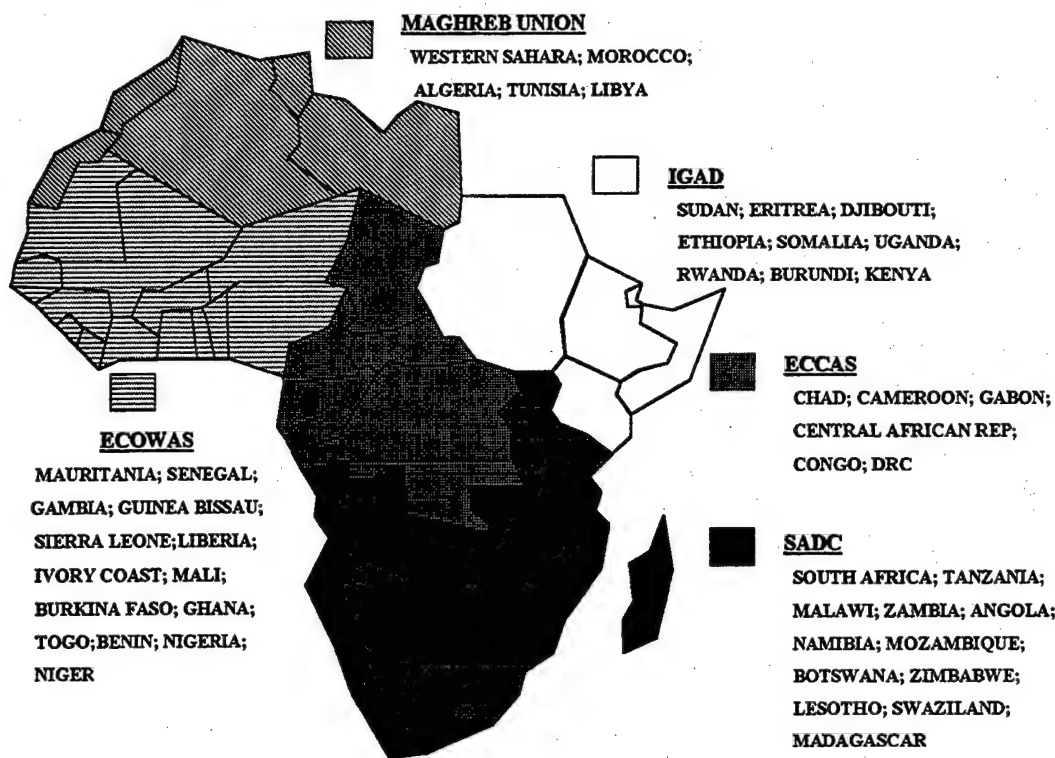 MAGHREB UNION
WESTERN SAHARA; MOROCCO;
ALGERIA; TUNISIA; LIBYA
IGAD
SUDAN; ERITREA; DJIBOUTI;
ETHIOPIA; SOMALIA; UGANDA;
RWANDA; BURUNDI; KENYA
ECCAS
CHAD; CAMEROON; GABON;
CENTRAL AFRICAN REP;
CONGO; DRC
ECOWAS
MAURITANIA; SENEGAL;
GAMBIA; GUINEA BISSAU;
SIERRA LEONE;LIBERIA;
IVORY COAST; MALI;
BURKINA FASO; GHANA;
TOGO;BENIN; NIGERIA;
NIGER
SADC
SOUTH AFRICA; TANZANIA;
MALAWI; ZAMBIA; ANGOLA;
NAMIBIA; MOZAMBIQUE;
BOTSWANA; ZIMBABWE;
LESOTHO; SWAZILAND;
MADAGASCAR